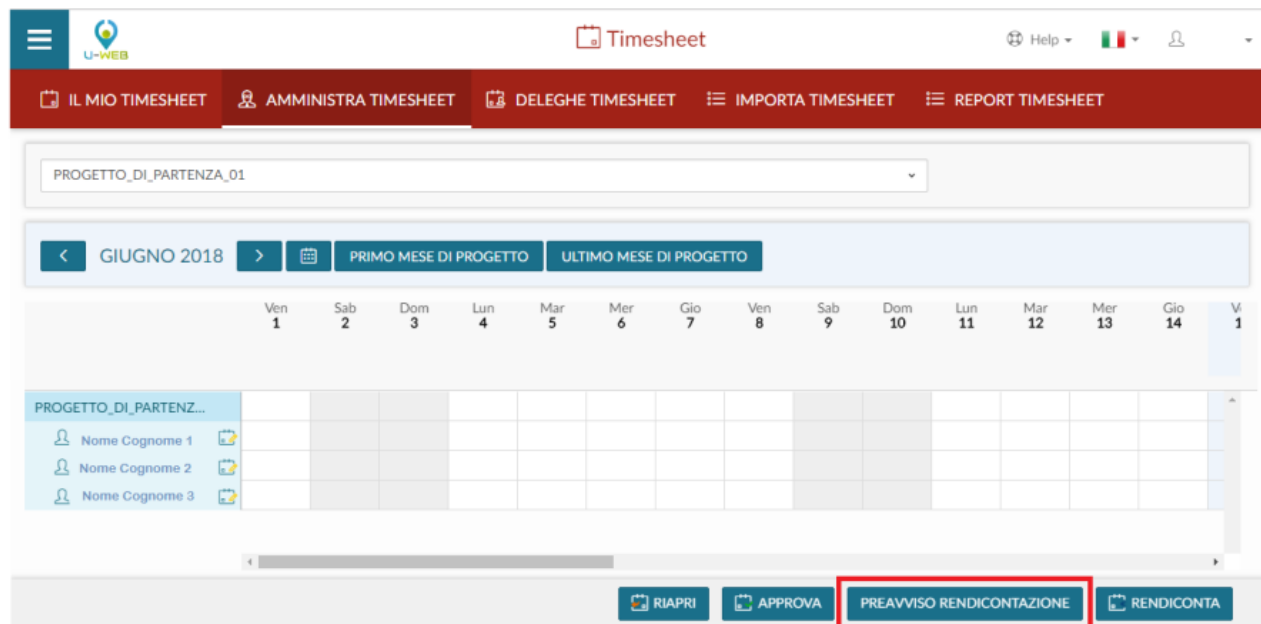 U-WEB
Timesheet
Help
IL MIO TIMESHEET AMMINISTRA TIMESHEET DELEGHE TIMESHEET IMPORTA TIMESHEET REPORT TIMESHEET
PROGETTO_DI_PARTENZA_01
GIUGNO 2018 PRIMO MESE DI PROGETTO ULTIMO MESE DI PROGETTO
Ven Sab Dom Lun Mar Mer Gio Ven Sab Dom Lun Mar Mer Gio
1 2 3 4 5 6 7 8 9 10 11 12 13 14
PROGETTO_DI_PARTENZ...
Nome Cognome 1
Nome Cognome 2
Nome Cognome 3
RIAPRI APPROVA PREAVVISO RENDICONTAZIONE RENDICONTA